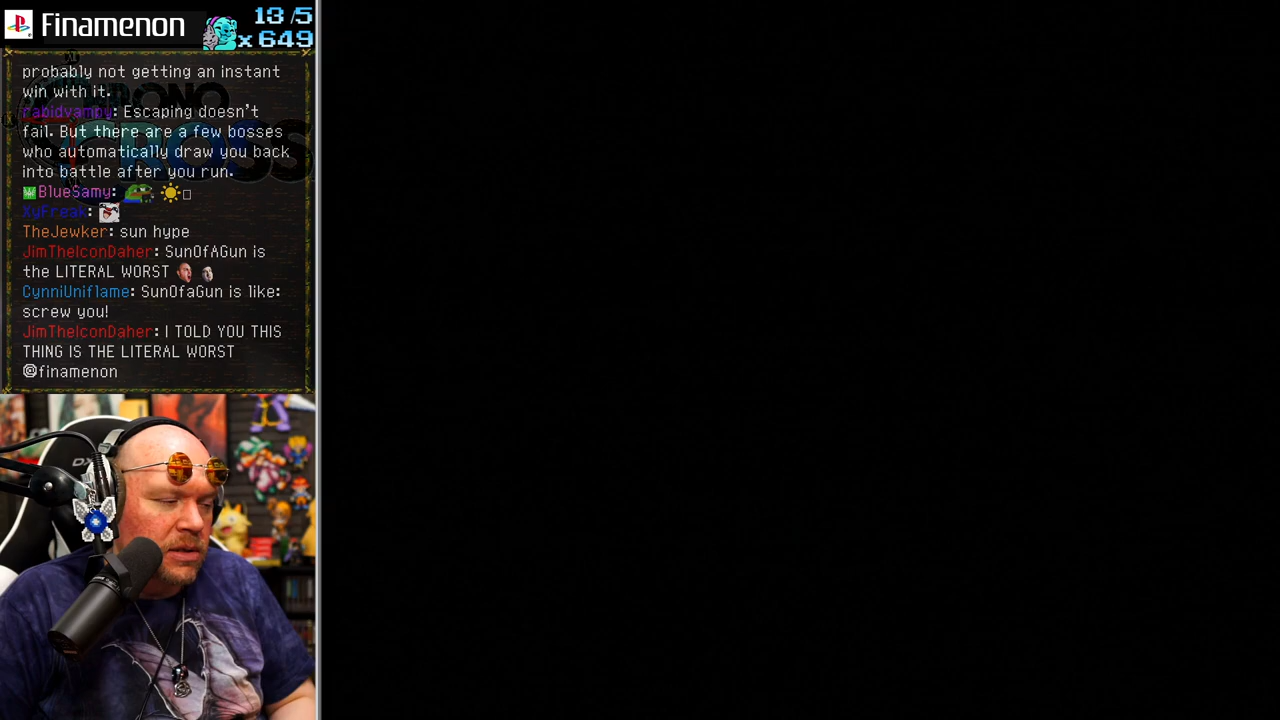 Finamenon
13/5
x649
probably not getting an instant
win with it.
rabidvampy: Escaping doesn't
fail. But there are a few bosses
who automatically draw you back
into battle after you run.
BlueSamy:
XyFreak:
TheJewker: sun hype
JimTheIconDaher: SunOfAGun is
the LITERAL WORST
CynniUniflame: SunOfaGun is like:
screw you!
JimTheIconDaher: I TOLD YOU THIS
THING IS THE LITERAL WORST
@finamenon
CROSS
DX